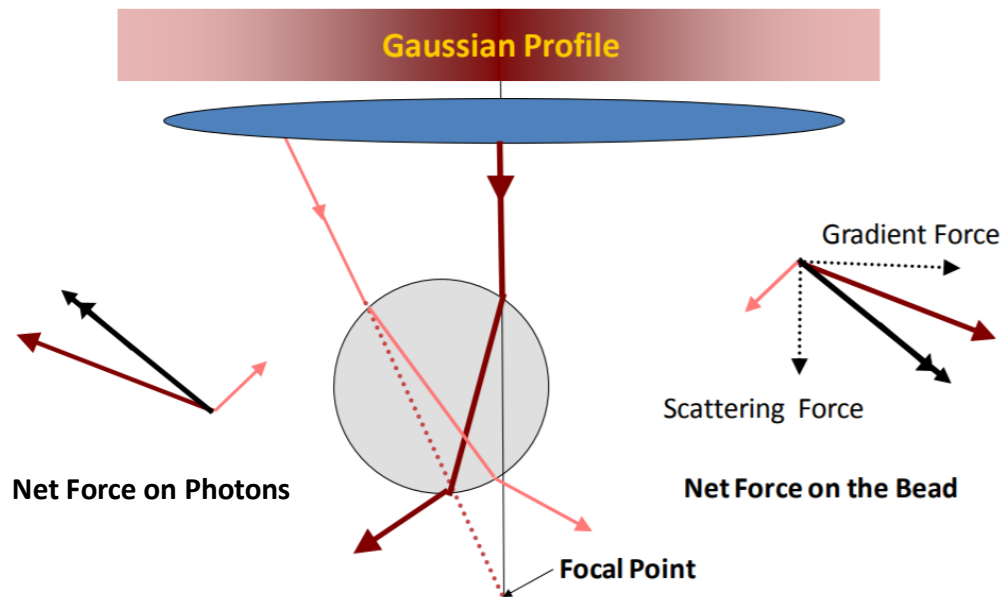 Gaussian Profile
Gradient Force
Scattering Force
Net Force on Photons
Net Force on the Bead
Focal Point